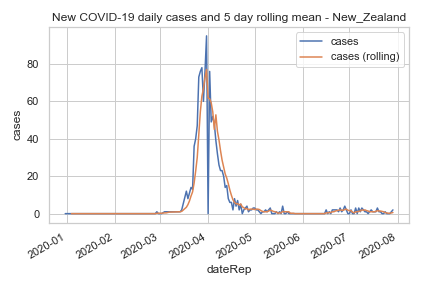 New COVID-19 daily cases and 5 day rolling mean - New_Zealand
cases
cases (rolling)
80
60
40
20
0
cases
2020-01
2020-02
2020-03
2020-04
2020-05
2020-06
2020-07
2020-08
dateRep